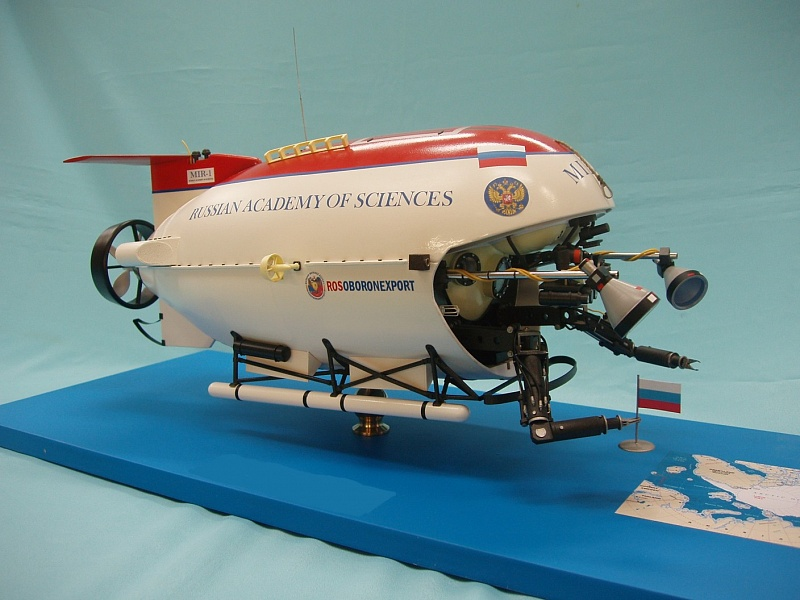 MIR-1
RUSSIAN ACADEMY OF SCIENCES
ROSOBORONEXPORT